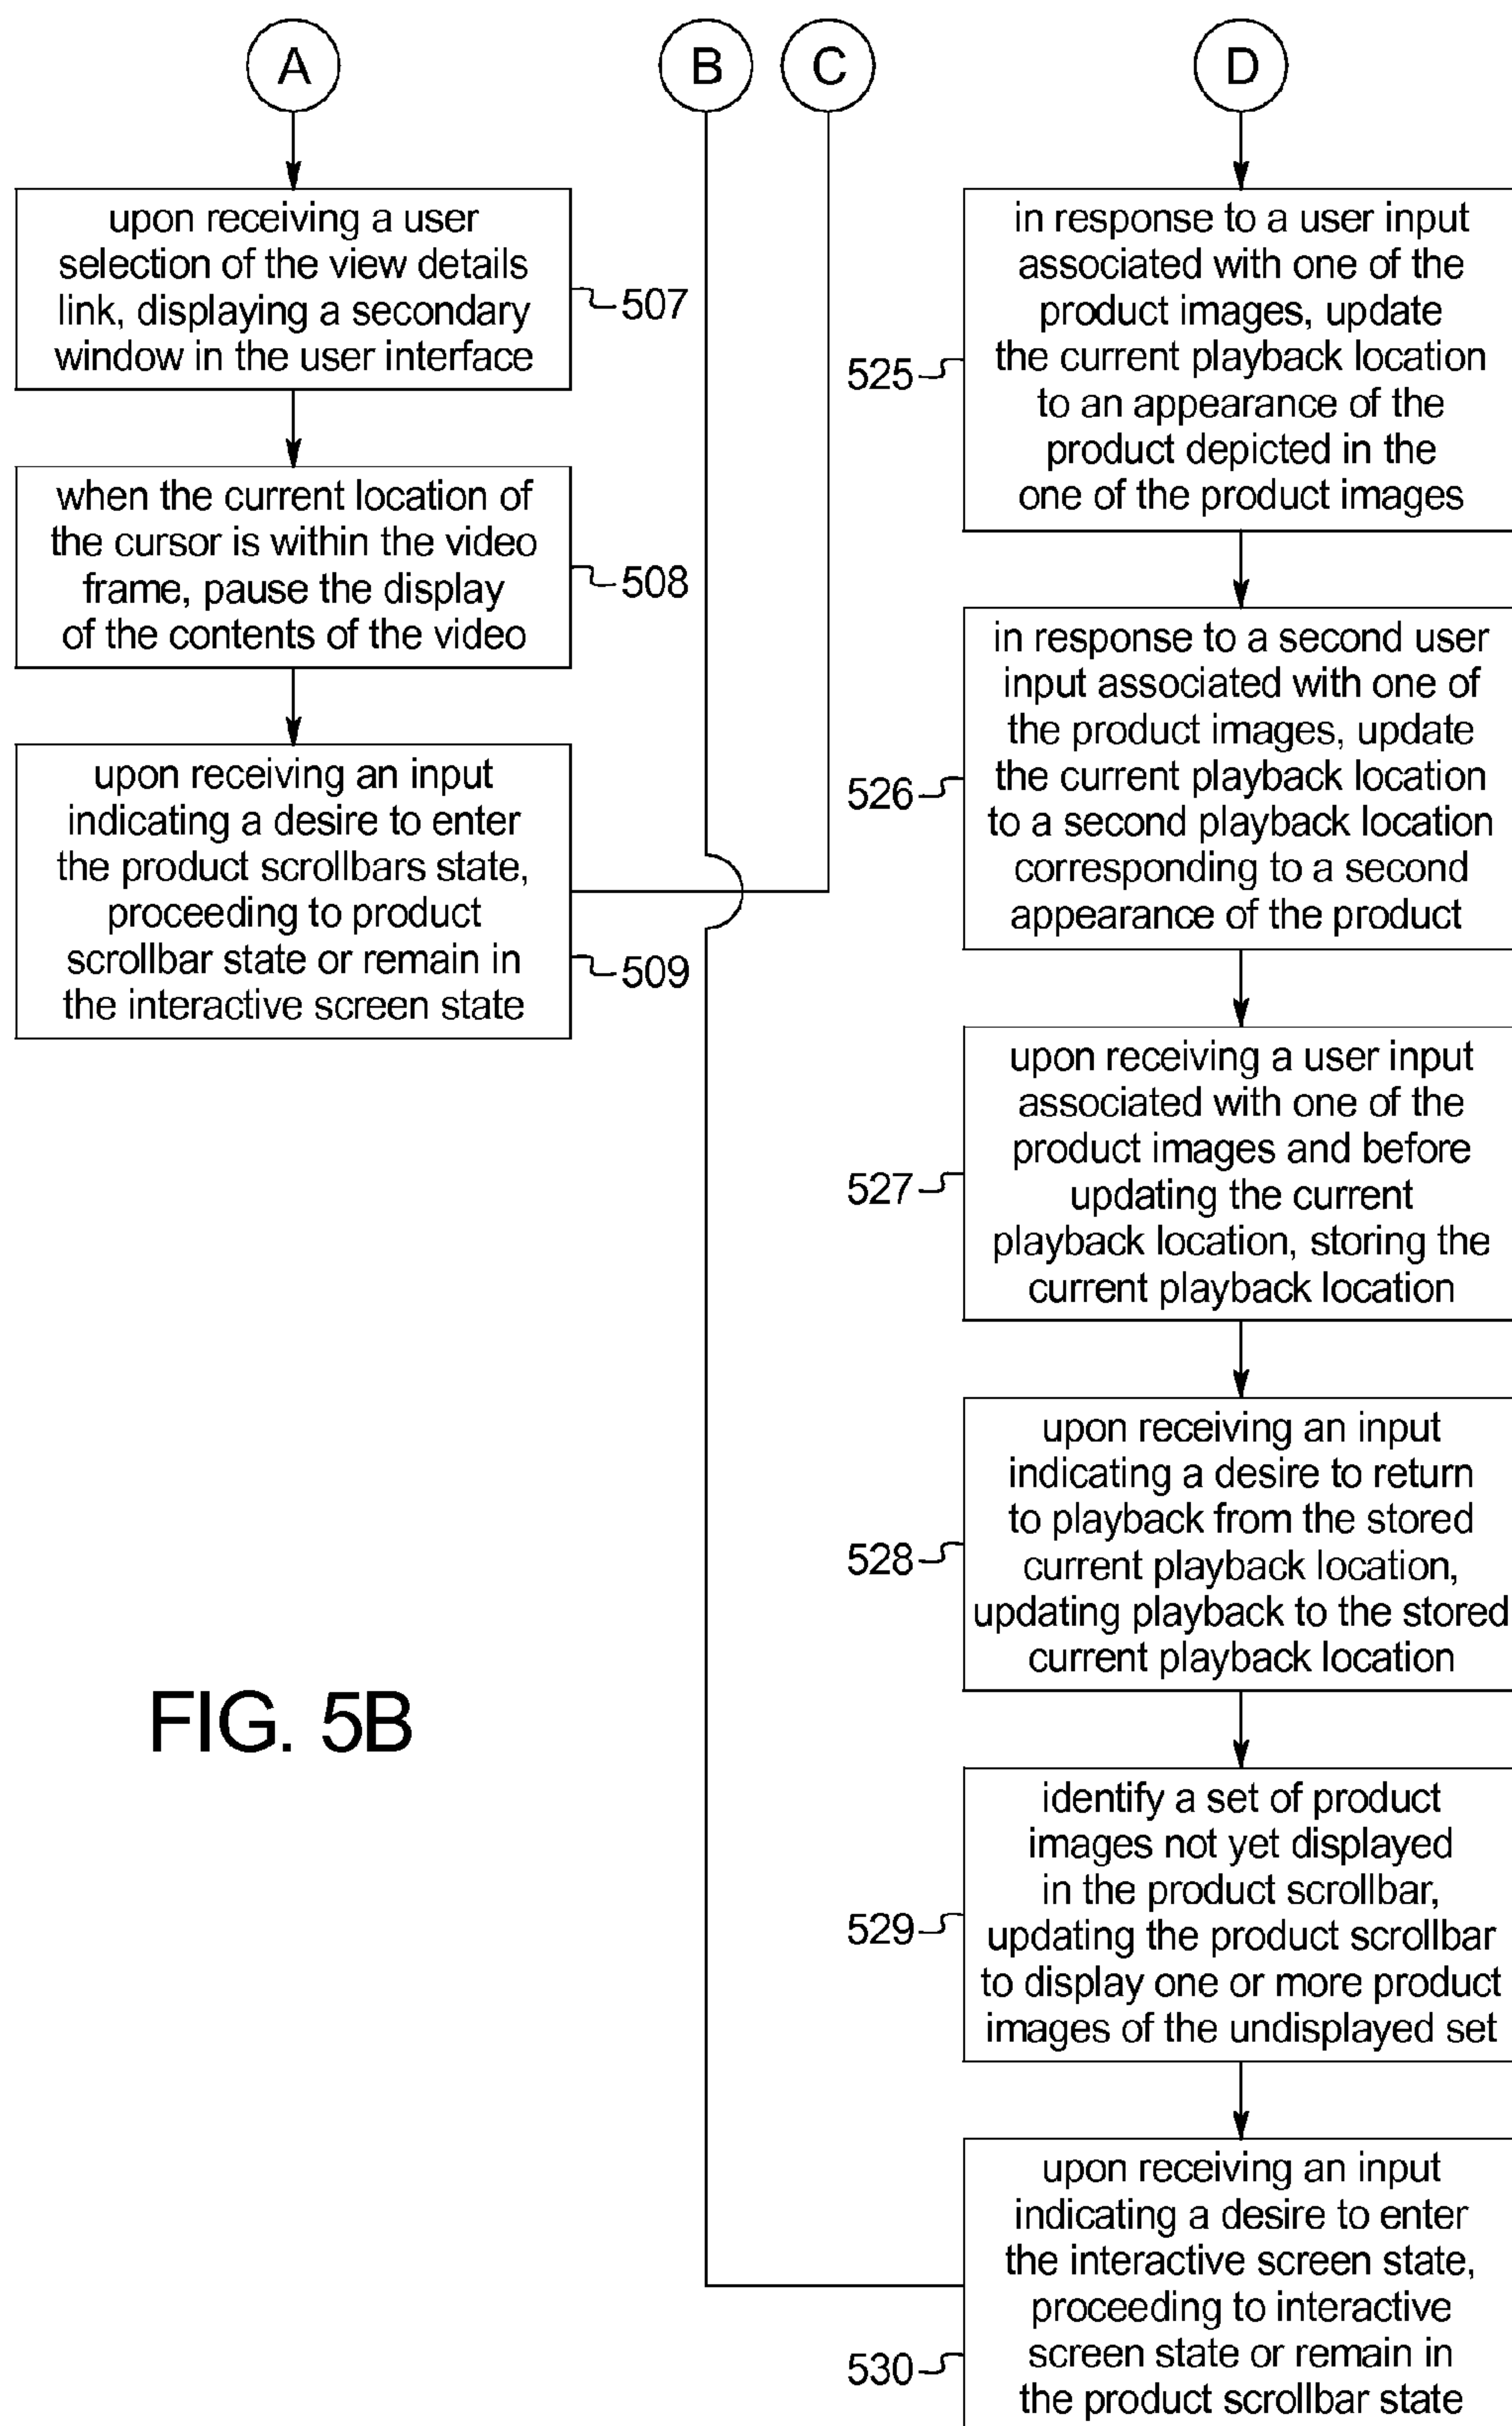 A
B
C
D
upon receiving a user
selection of the view details
link, displaying a secondary
window in the user interface
507
when the current location of
the cursor is within the video
frame, pause the display
of the contents of the video
508
upon receiving an input
indicating a desire to enter
the product scrollbars state,
proceeding to product
scrollbar state or remain in
the interactive screen state
509
in response to a user input
associated with one of the
product images, update
the current playback location
to an appearance of the
product depicted in the
one of the product images
525
in response to a second user
input associated with one of
the product images, update
the current playback location
to a second playback location
corresponding to a second
appearance of the product
526
upon receiving a user input
associated with one of the
product images and before
updating the current
playback location, storing the
current playback location
527
upon receiving an input
indicating a desire to return
to playback from the stored
current playback location,
updating playback to the stored
current playback location
528
identify a set of product
images not yet displayed
in the product scrollbar,
updating the product scrollbar
to display one or more product
images of the undisplayed set
529
upon receiving an input
indicating a desire to enter
the interactive screen state,
proceeding to interactive
screen state or remain in
the product scrollbar state
530
FIG. 5B